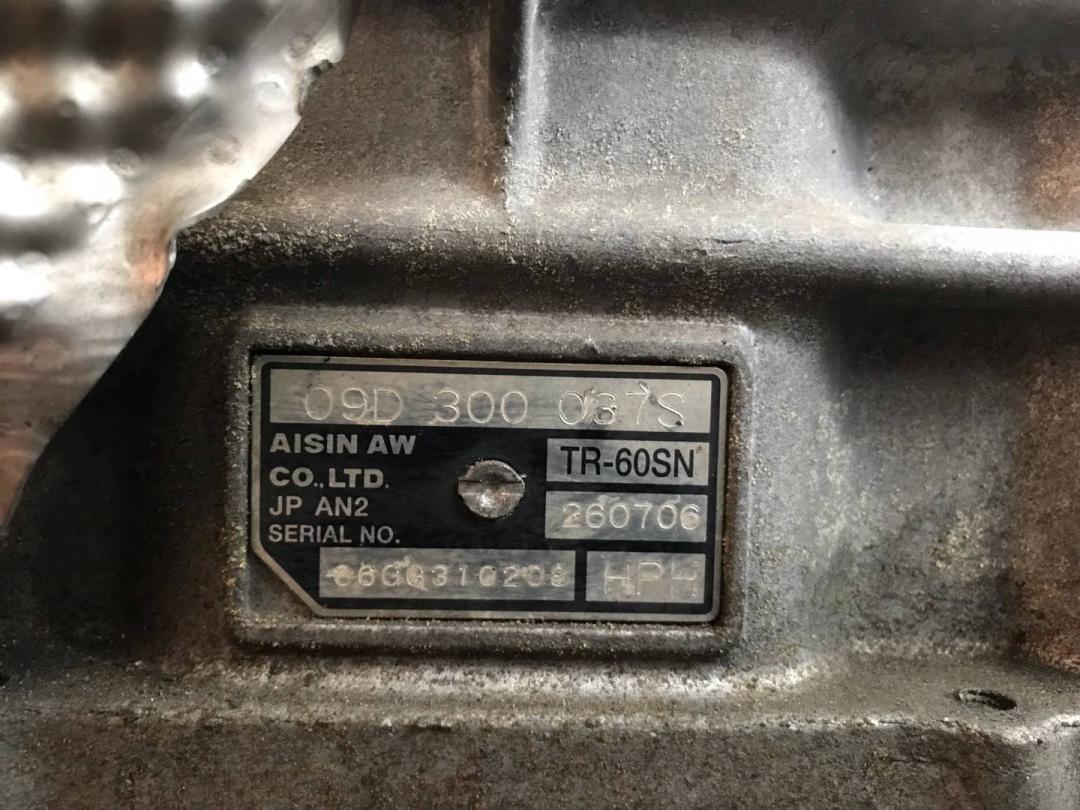 09D 300 037S
AISIN AW
CO.,LTD.
TR-60SN
JP AN2
260706
SERIAL NO.
HPH